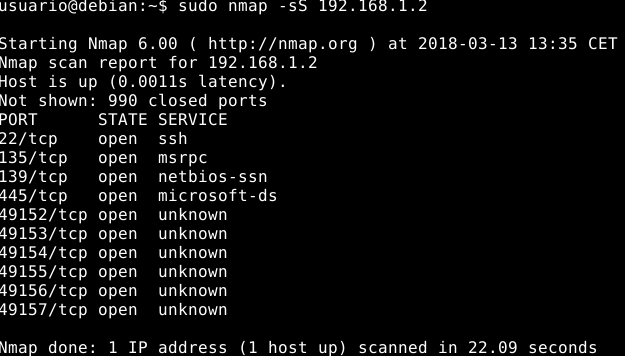 usuario@debian:~$ sudo nmap -sS 192.168.1.2
Starting Nmap 6.00 ( http://nmap.org ) at 2018-03-13 13:35 CET
Nmap scan report for 192.168.1.2
Host is up (0.0011s latency).
Not shown: 990 closed ports
PORT      STATE SERVICE
22/tcp    open  ssh
135/tcp   open  msrpc
139/tcp   open  netbios-ssn
445/tcp   open  microsoft-ds
49152/tcp open  unknown
49153/tcp open  unknown
49154/tcp open  unknown
49155/tcp open  unknown
49156/tcp open  unknown
49157/tcp open  unknown
Nmap done: 1 IP address (1 host up) scanned in 22.09 seconds